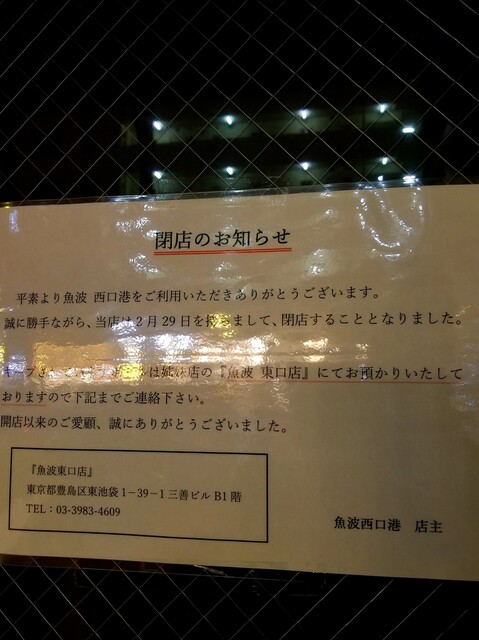 閉店のお知らせ
平素より魚波 西口港をご利用いただきありがとうございます。
誠に勝手ながら、当店は2月29日を持ちまして、閉店することとなりました。
キープ は姉妹店の『魚波 東口店』にてお預かりいたして
おりますので下記までご連絡下さい。
開店以来のご愛顧、誠にありがとうございました。
『魚波東口店』
東京都豊島区東池袋1-39-1三善ビル B1階
TEL:03-3983-4609
魚波西口港 店主